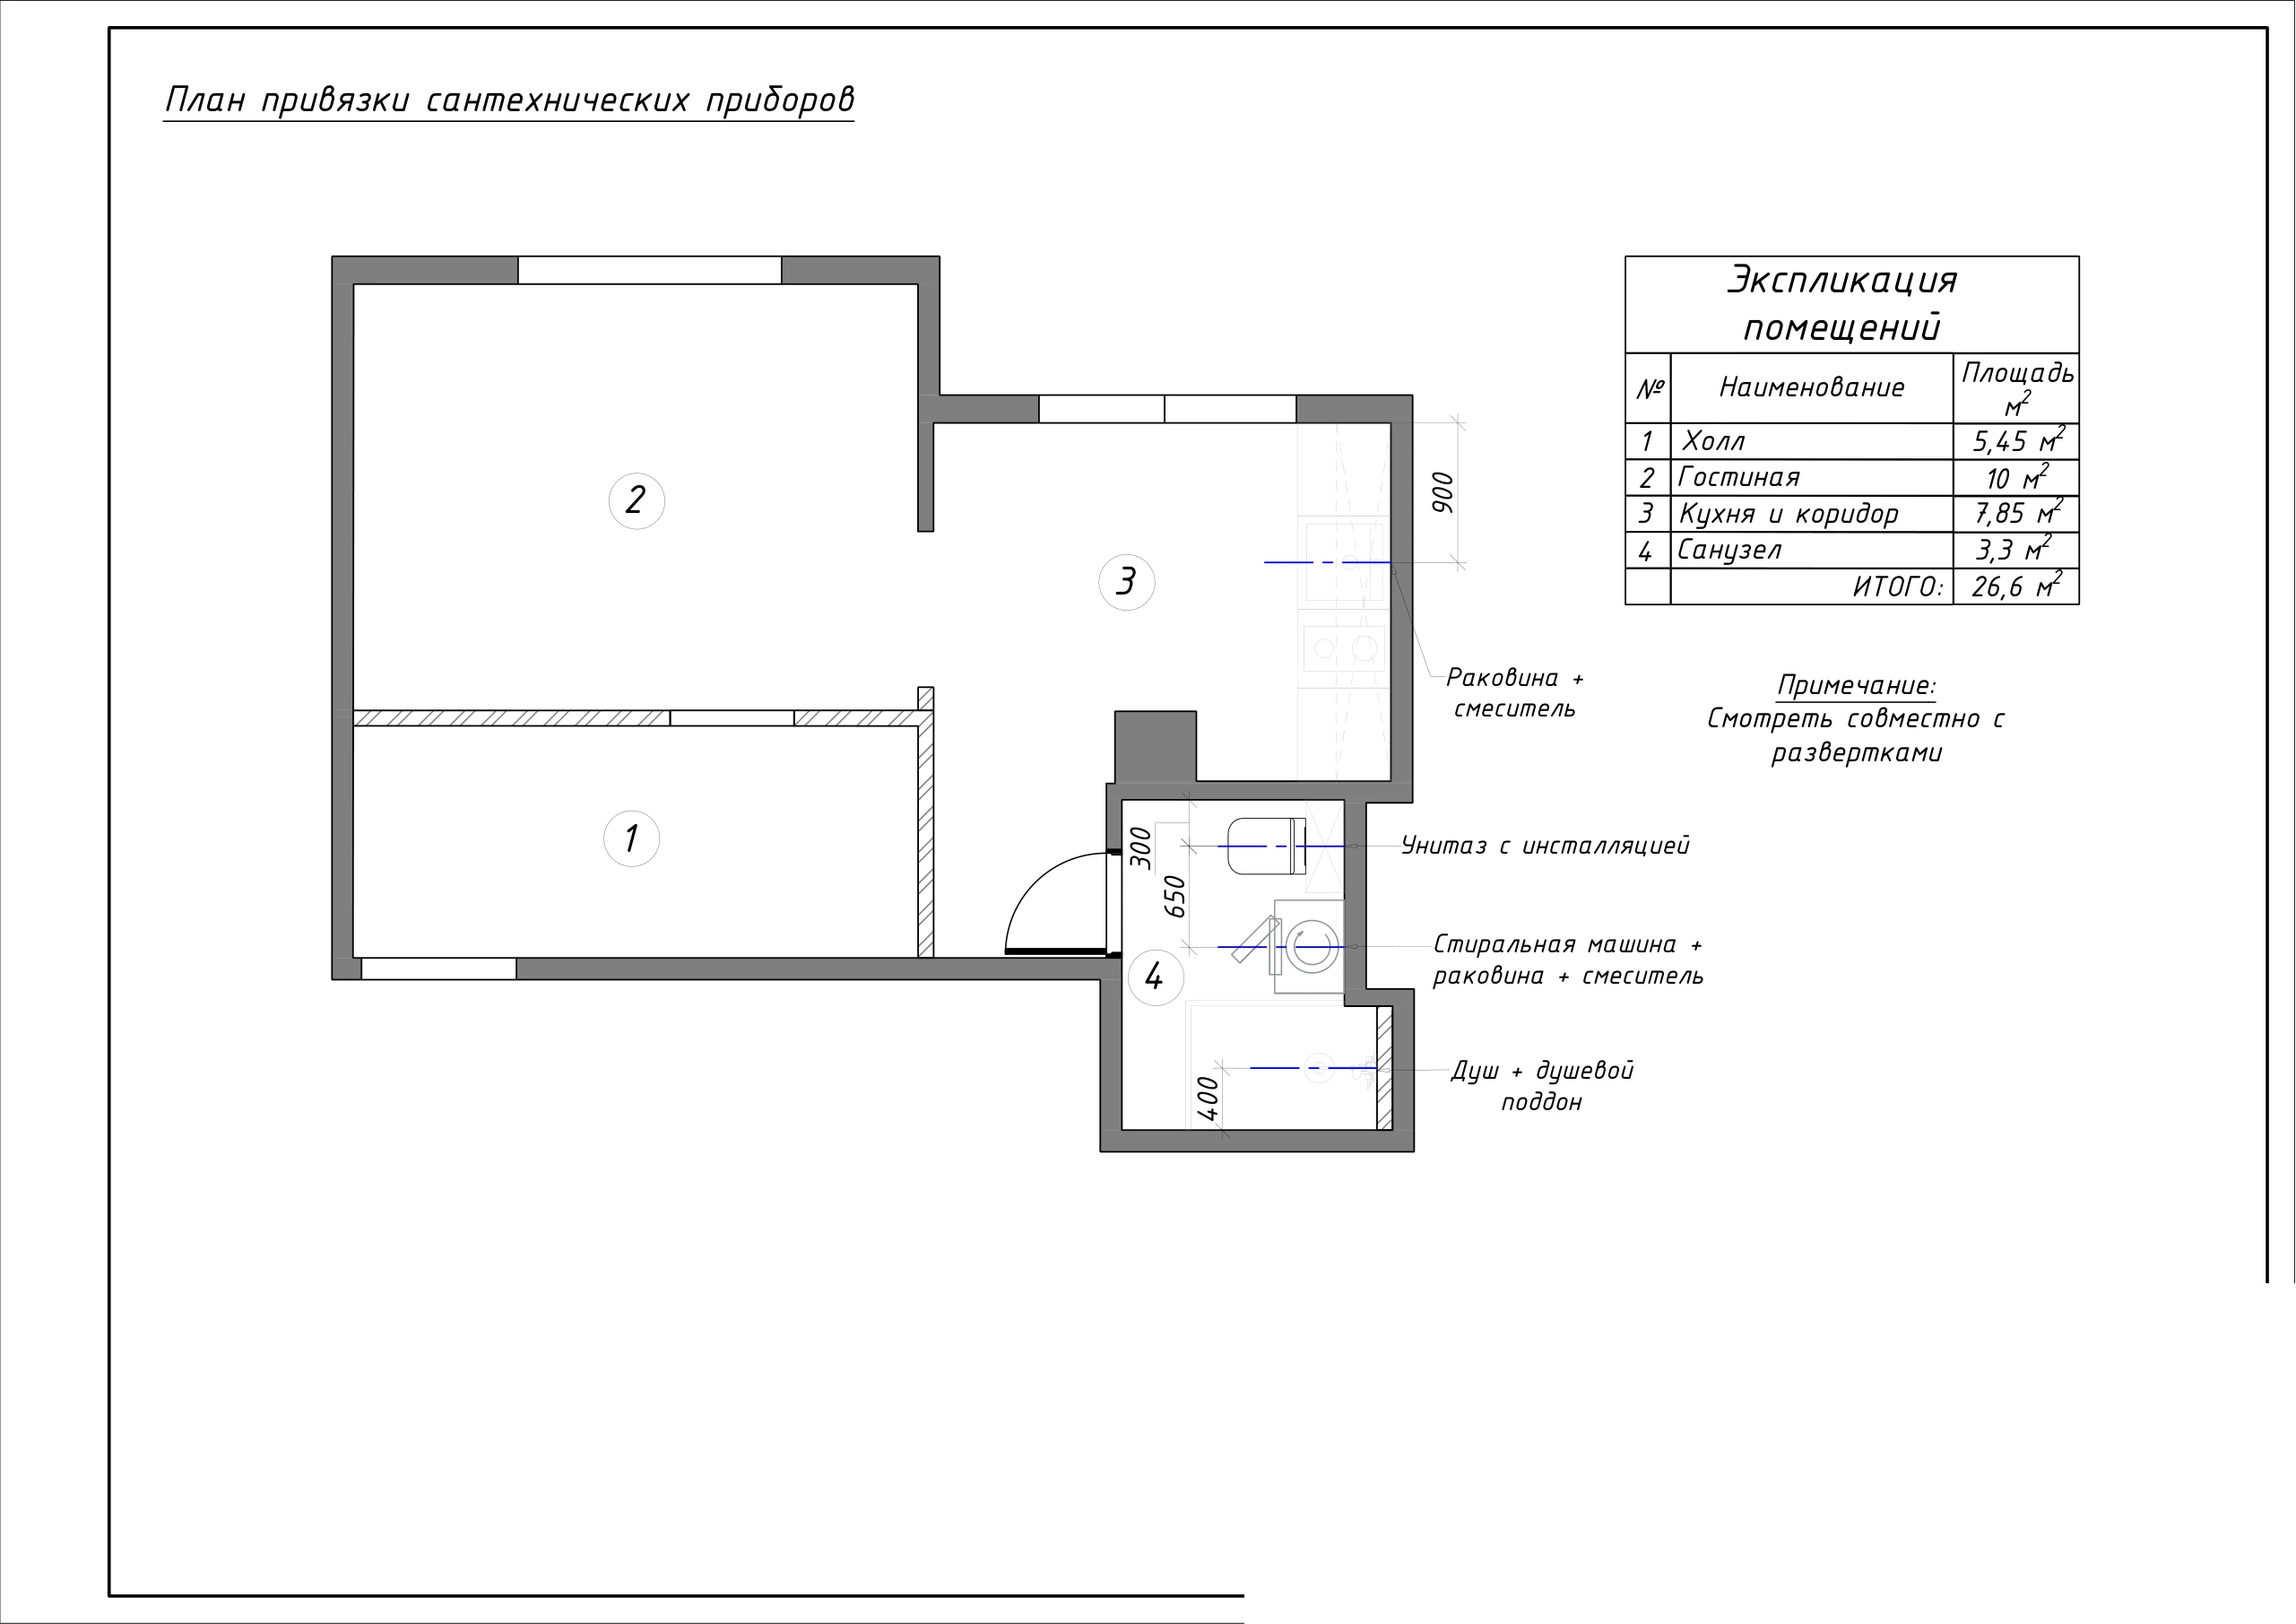 План привязки сантехнических приборов
Экспликация
помещений
№ Наименование Площадь м²
1 Холл 5,45 м²
2 Гостиная 10 м²
3 Кухня и коридор 7,85 м²
4 Санузел 3,3 м²
ИТОГО: 26,6 м²
Примечание:
Смотреть совместно с
развертками
2
900
3
Раковина +
смеситель
1
300
Унитаз с инсталляцией
650
Стиральная машина +
раковина + смеситель
4
Душ + душевой
поддон
400